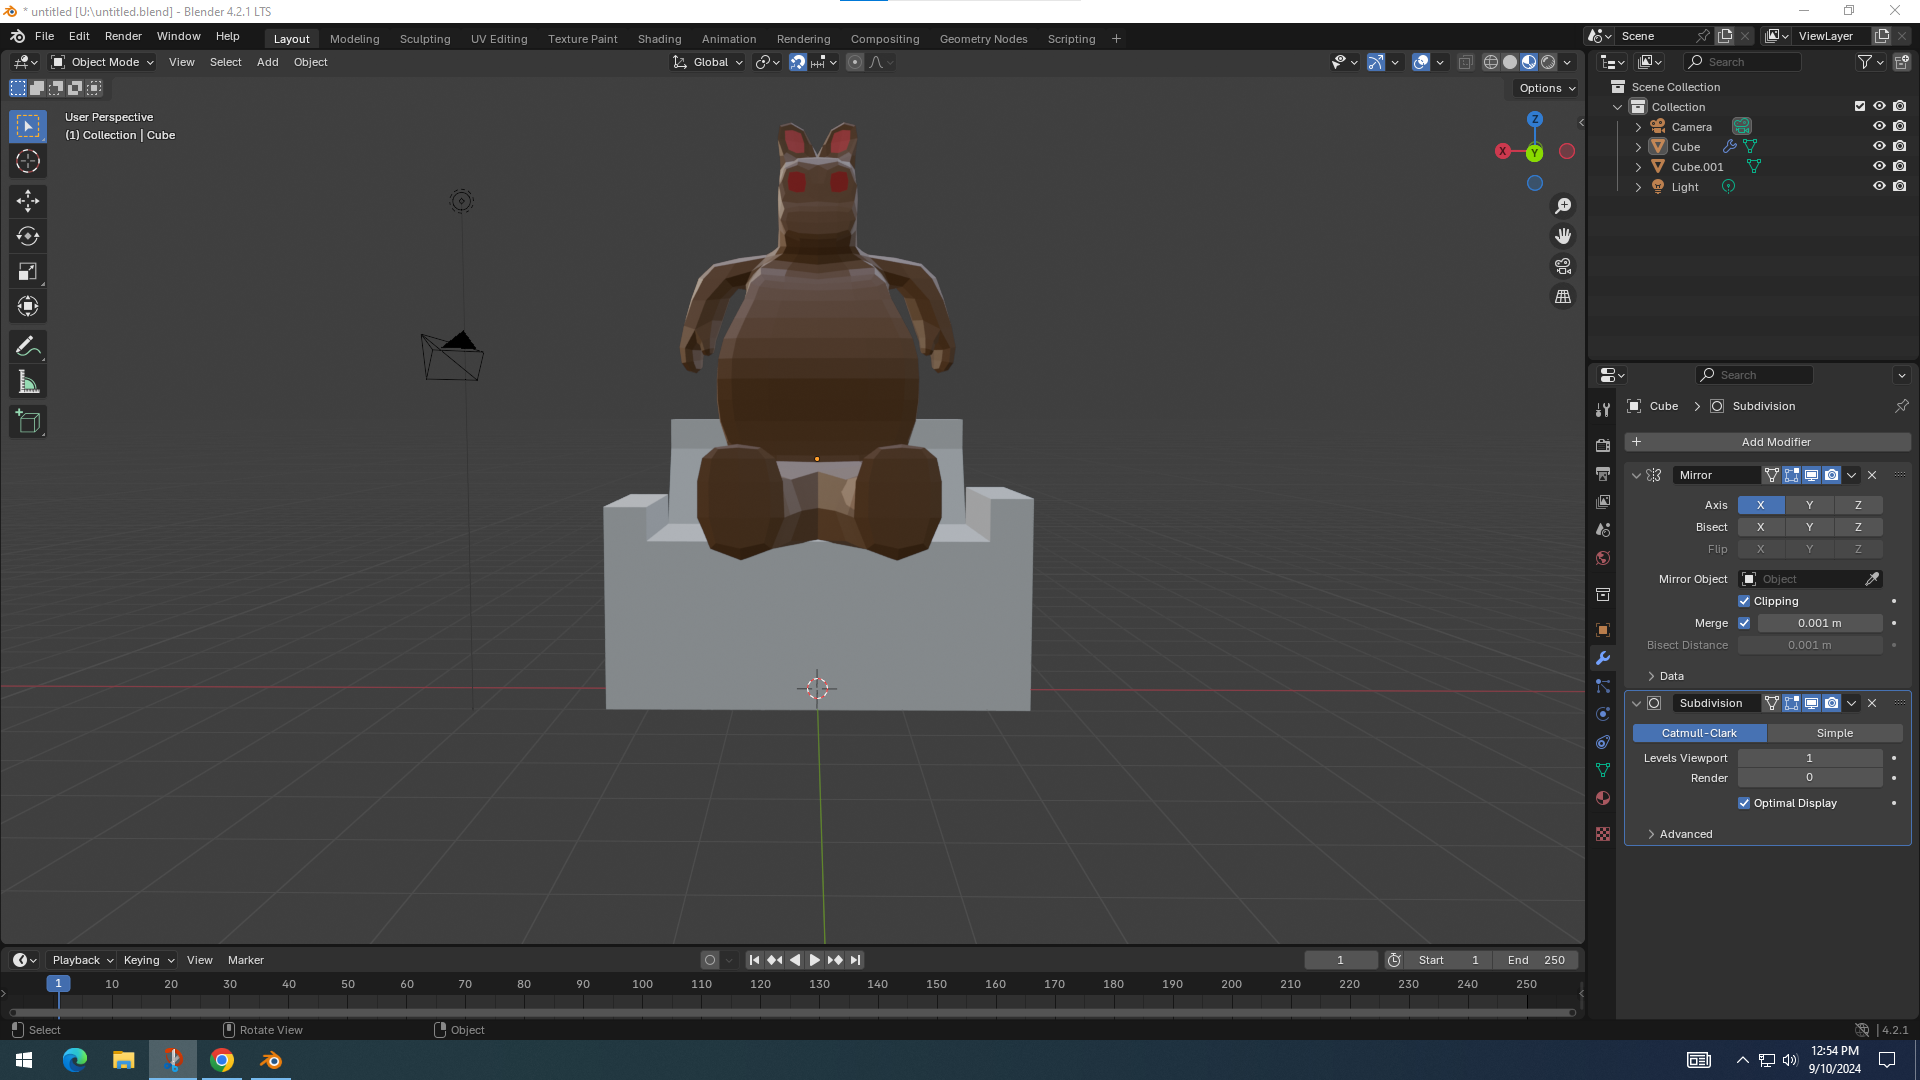 * untitled [U:\untitled.blend] - Blender 4.2.1 LTS
File Edit Render Window Help Layout Modeling Sculpting UV Editing Texture Paint Shading Animation Rendering Compositing Geometry Nodes Scripting + Scene ViewLayer
Object Mode View Select Add Object Global Search
Options
User Perspective
(1) Collection | Cube
Z
X
Y
Scene Collection
Collection
Camera
Cube
Cube.001
Light
Search
Cube > Subdivision
+ Add Modifier
Mirror
Axis X Y Z
Bisect X Y Z
Flip X Y Z
Mirror Object Object
Clipping
Merge 0.001 m
Bisect Distance 0.001 m
Data
Subdivision
Catmull-Clark Simple
Levels Viewport 1
Render 0
Optimal Display
Advanced
Playback Keying View Marker 1 Start 1 End 250
1 10 20 30 40 50 60 70 80 90 100 110 120 130 140 150 160 170 180 190 200 210 220 230 240 250
Select Rotate View Object 4.2.1
12:54 PM
9/10/2024